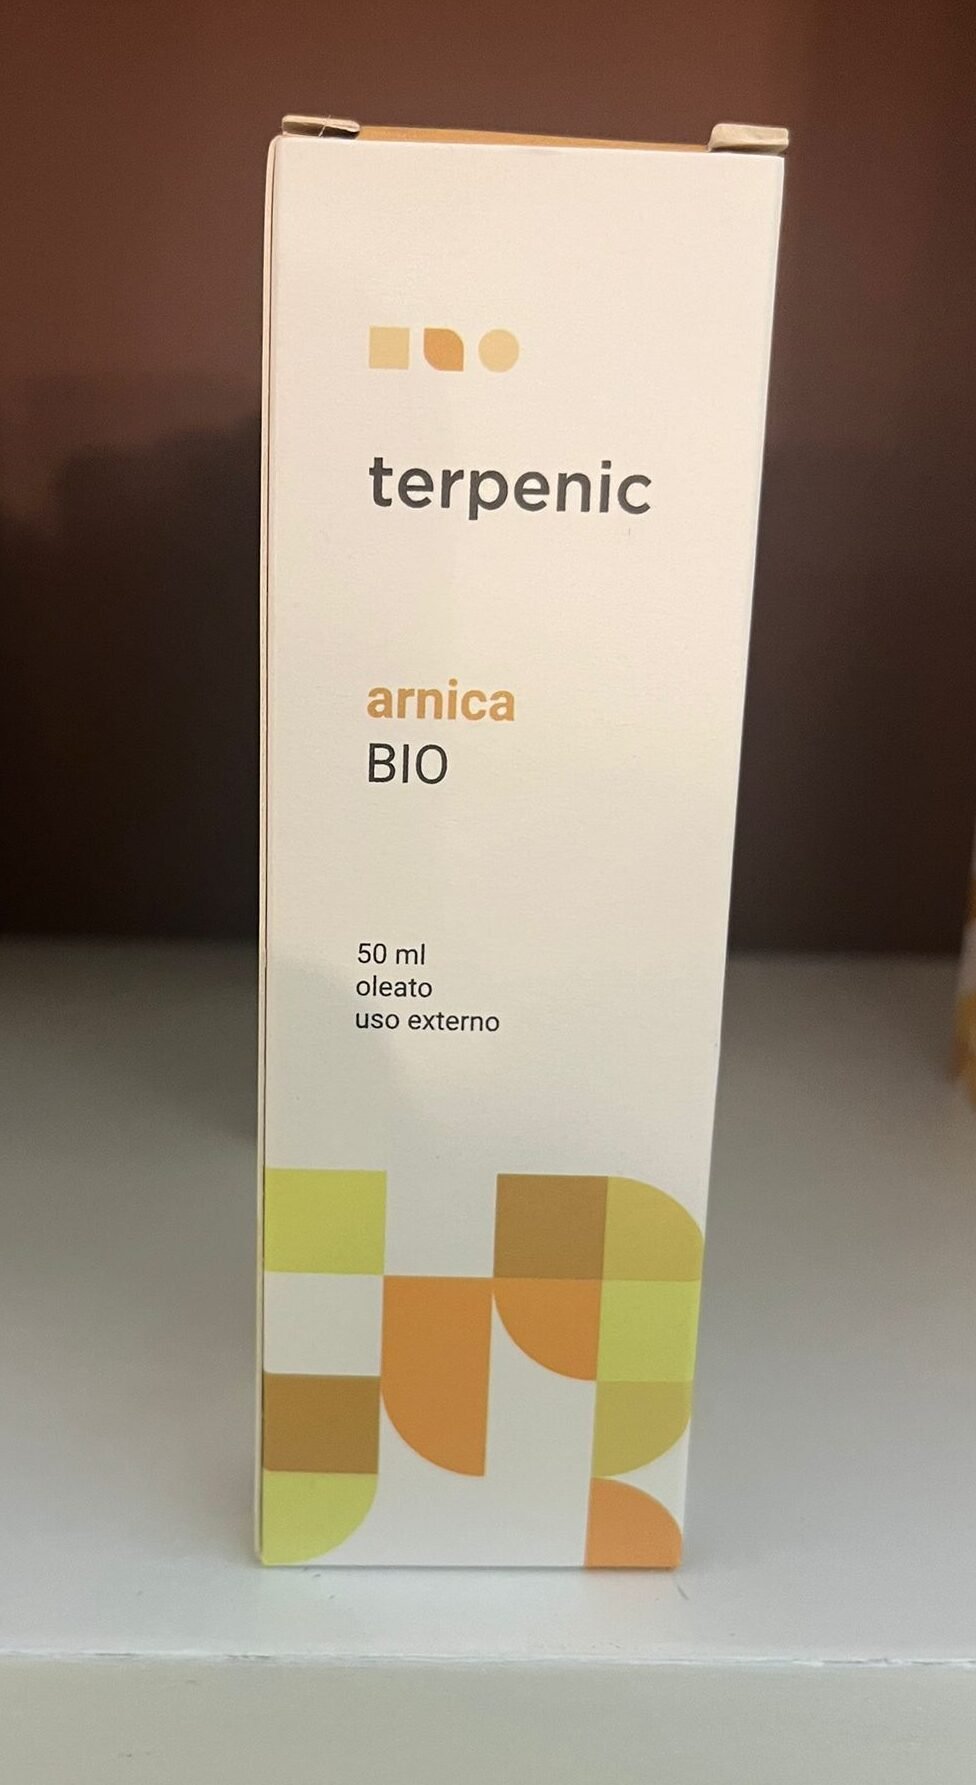 terpenic
arnica
BIO
50 ml
oleato
uso externo